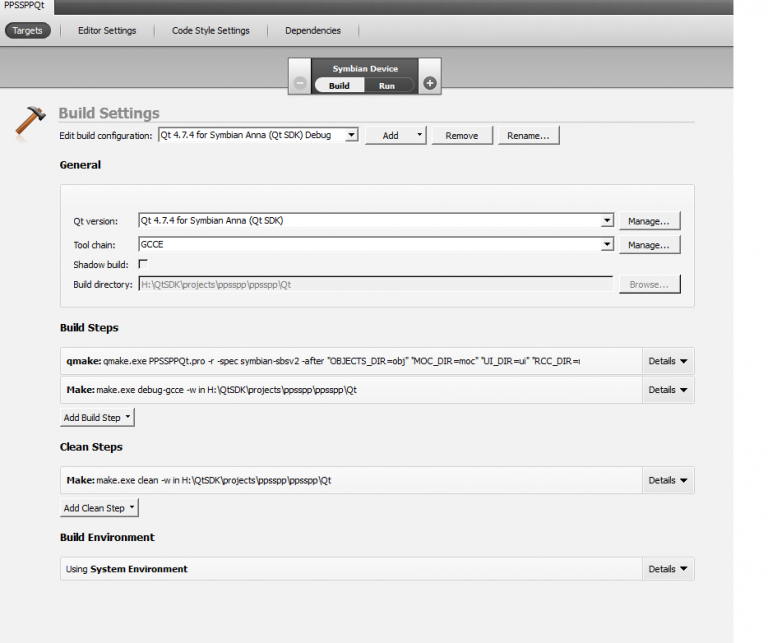 PPSSPPQt
Targets Editor Settings Code Style Settings Dependencies
Symbian Device
Build Run
Build Settings
Edit build configuration: Qt 4.7.4 for Symbian Anna (Qt SDK) Debug Add Remove Rename...
General
Qt version: Qt 4.7.4 for Symbian Anna (Qt SDK) Manage...
Tool chain: GCCE Manage...
Shadow build:
Build directory: H:\QtSDK\projects\ppsspp\ppsspp\Qt Browse...
Build Steps
qmake: qmake.exe PPSSPPQt.pro -r -spec symbian-sbsv2 -after "OBJECTS_DIR=obj" "MOC_DIR=moc" "UI_DIR=ui" "RCC_DIR= Details
Make: make.exe debug-gcce -w in H:\QtSDK\projects\ppsspp\ppsspp\Qt Details
Add Build Step
Clean Steps
Make: make.exe clean -w in H:\QtSDK\projects\ppsspp\ppsspp\Qt Details
Add Clean Step
Build Environment
Using System Environment Details